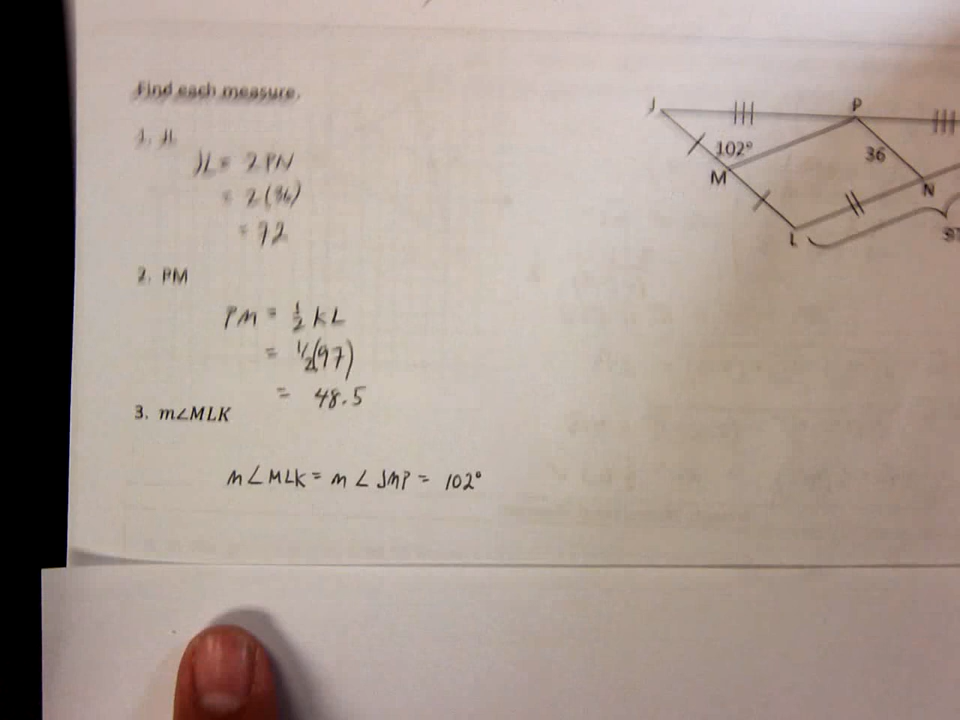 Find each measure.
1. JL
JL = 2PN
= 2(36)
= 72
2. PM
PM = 1/2 KL
= 1/2(97)
= 48.5
3. m∠MLK
m∠MLK = m∠JMP = 102°
J
P
102°
36
M
N
L
97